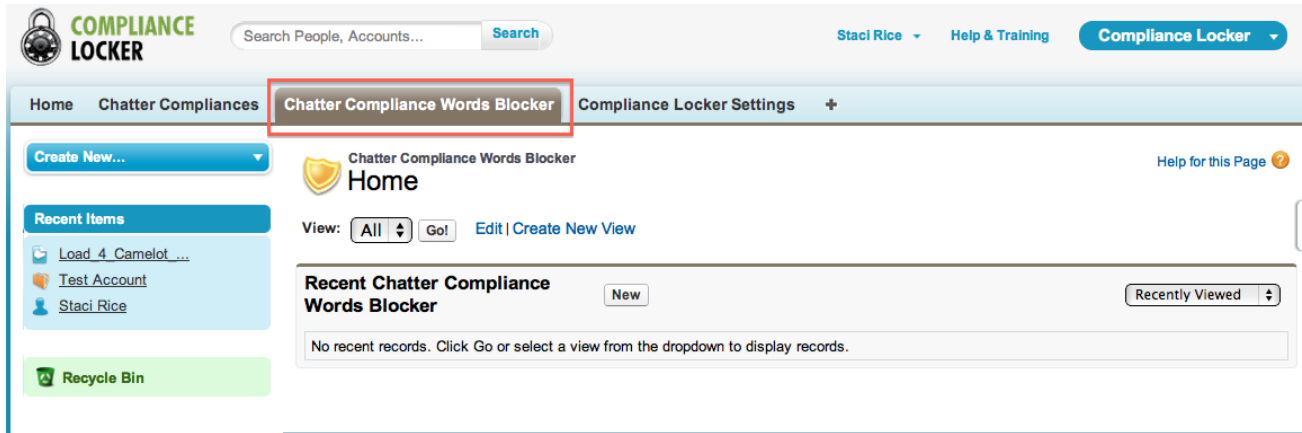 COMPLIANCE
LOCKER
Search People, Accounts...
Search
Staci Rice
Help & Training
Compliance Locker
Home
Chatter Compliances
Chatter Compliance Words Blocker
Compliance Locker Settings
+
Create New...
Chatter Compliance Words Blocker
Home
Help for this Page
?
View:
All
Go!
Edit | Create New View
Recent Items
Load_4_Camelot_...
Test Account
Staci Rice
Recent Chatter Compliance
Words Blocker
New
Recently Viewed
No recent records. Click Go or select a view from the dropdown to display records.
Recycle Bin